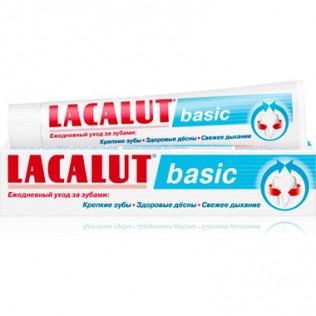 LACALUT® basic
Ежедневный уход за зубами:
Крепкие зубы • Здоровые дёсны • Свежее дыхание
LACALUT® basic
Ежедневный уход за зубами:
Крепкие зубы • Здоровые дёсны • Свежее дыхание